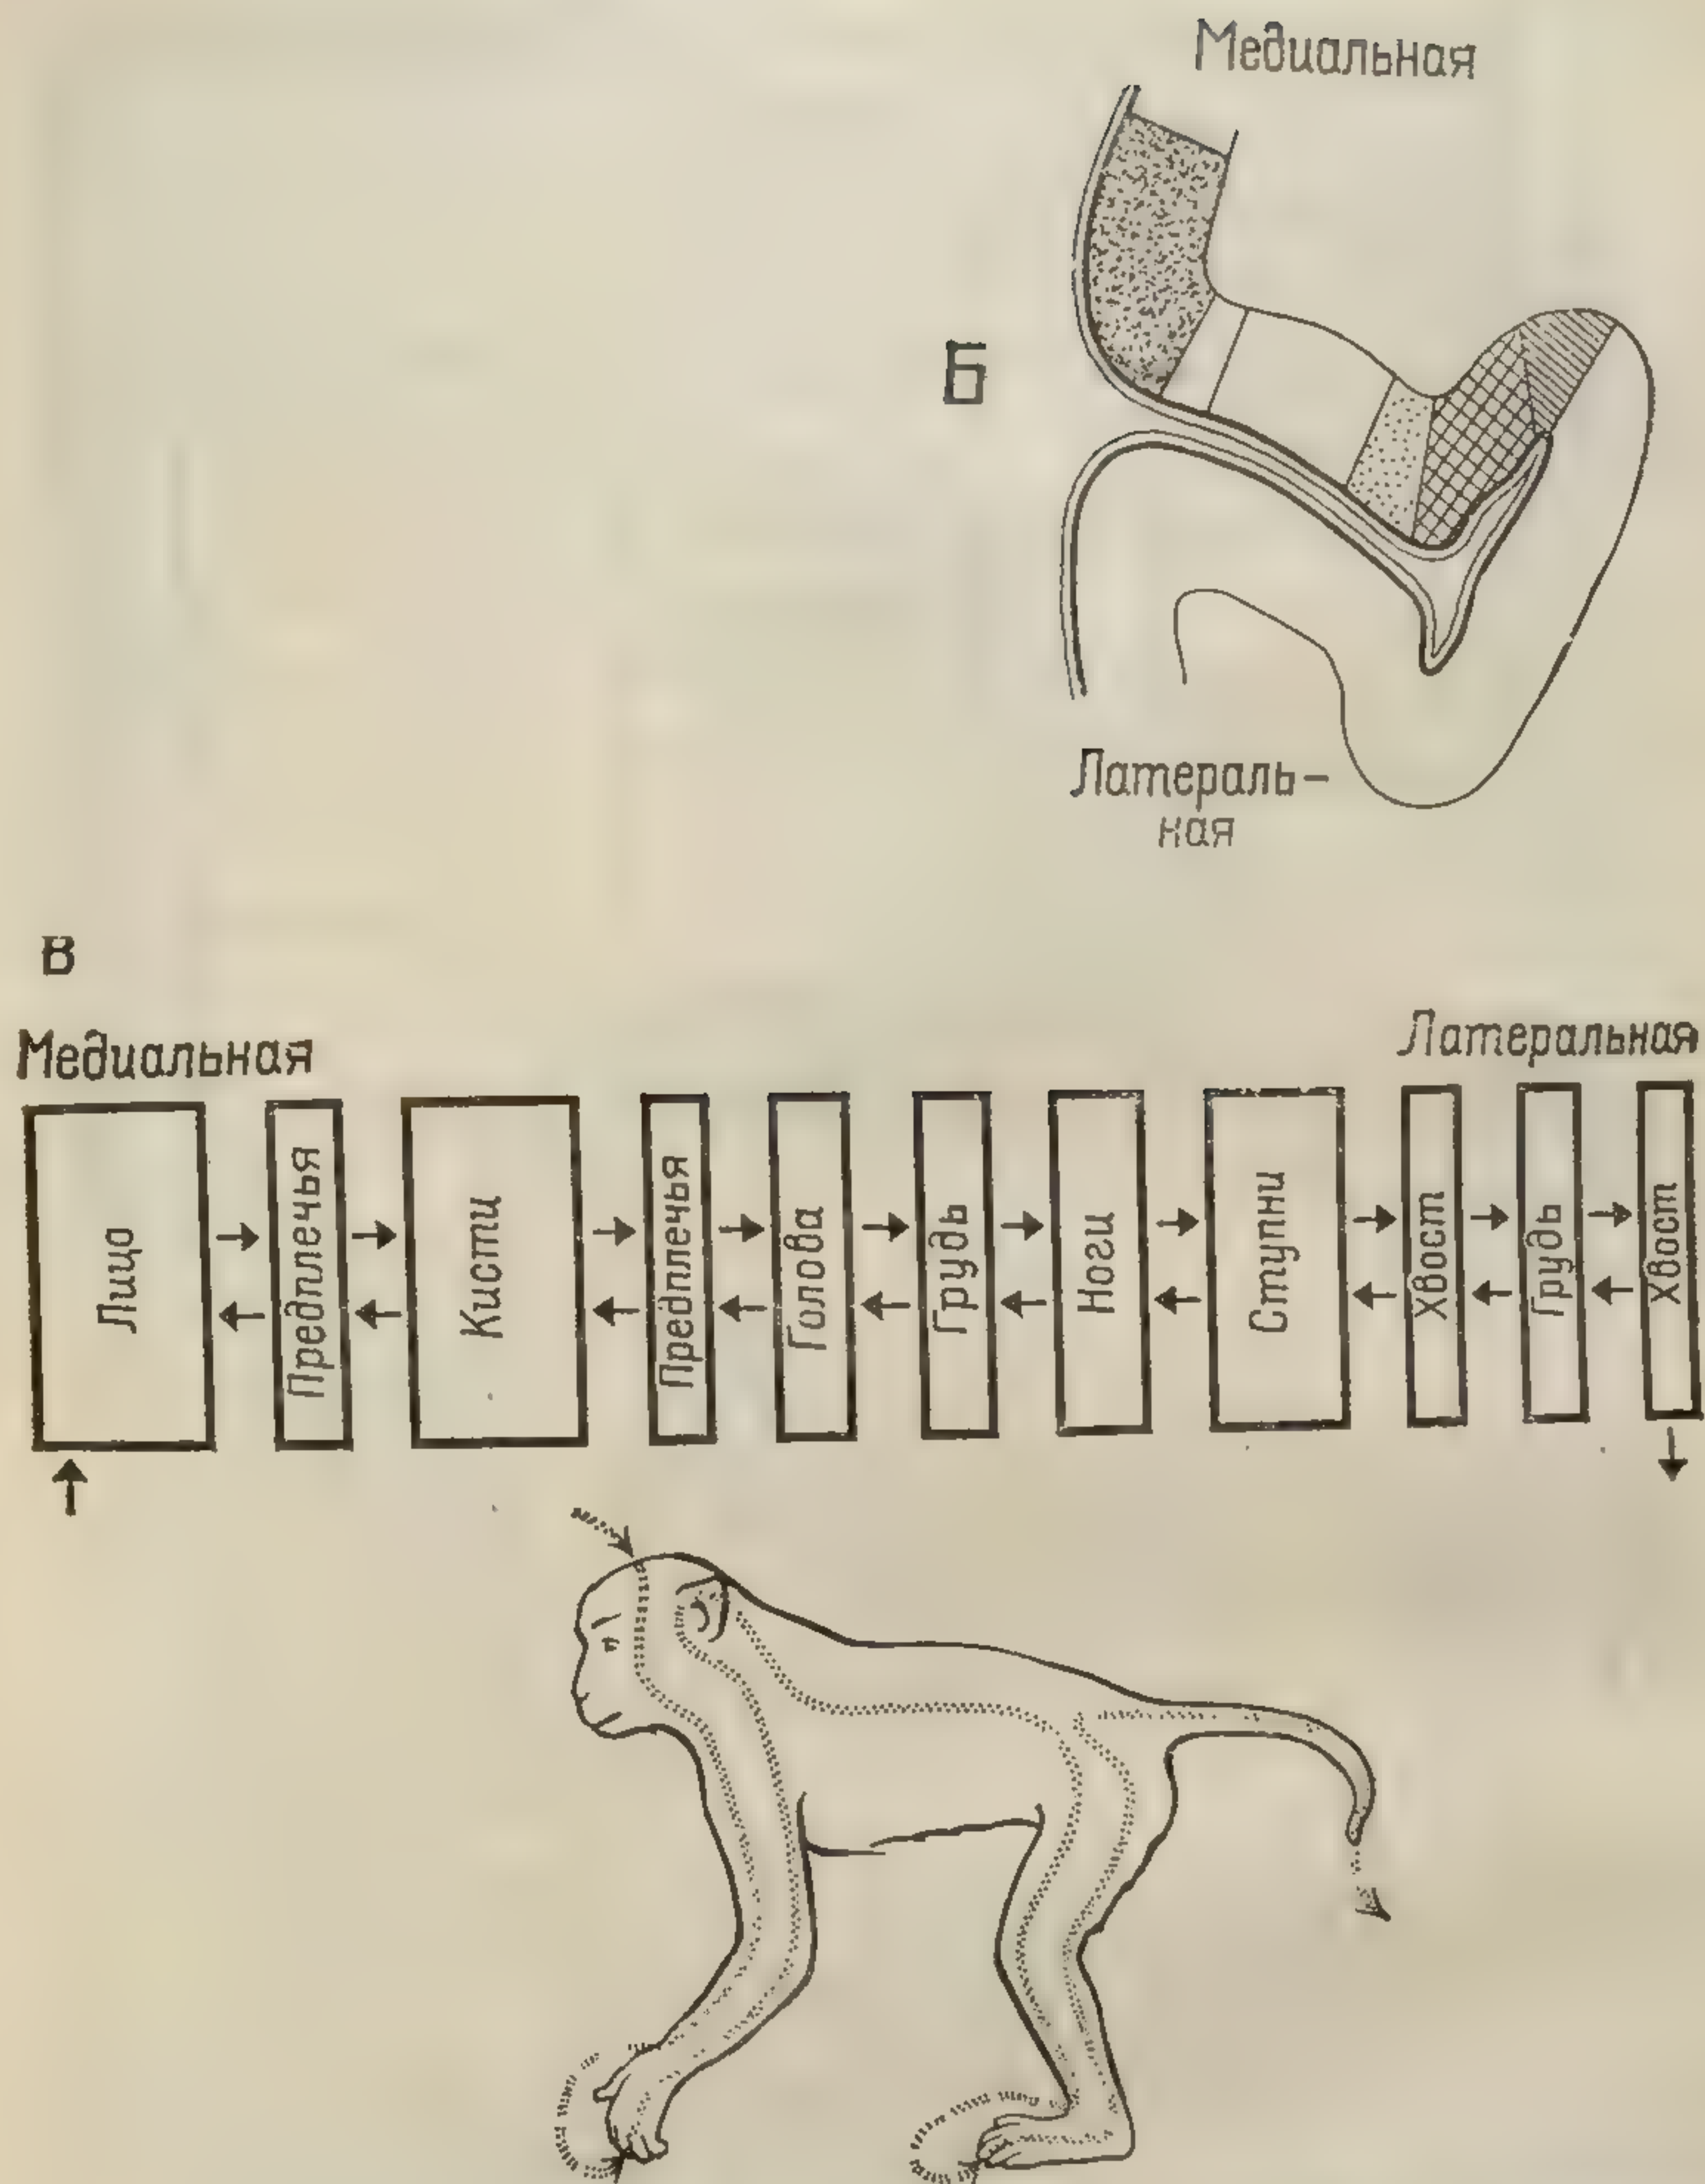 Медиальная
Б
Латераль-
ная
В
Медиальная
Латеральная
Лицо
Предплечья
Кисти
Предплечья
Голова
Грудь
Ноги
Ступни
Хвост
Грудь
Хвост